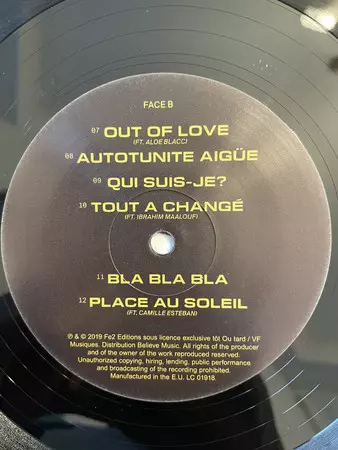 FACE B
07 OUT OF LOVE
(FT. ALOE BLACC)
08 AUTOTUNITE AIGÜE
09 QUI SUIS-JE?
10 TOUT A CHANGÉ
(FT. IBRAHIM MAALOUF)
11 BLA BLA BLA
12 PLACE AU SOLEIL
(FT. CAMILLE ESTEBAN)
℗ & © 2019 Fe2 Editions sous licence exclusive tôt Ou tard / VF
Musiques. Distribution Believe Music. All rights of the producer
and of the owner of the work reproduced reserved.
Unauthorized copying, hiring, lending, public performance
and broadcasting of the recording prohibited.
Manufactured in the E.U. LC 01918.